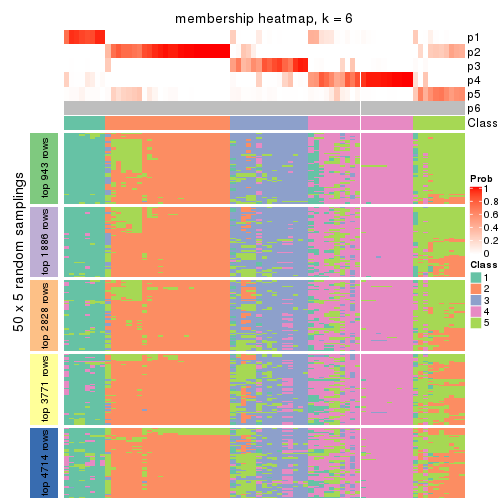 membership heatmap, k = 6
p1
p2
p3
p4
p5
p6
Class
50 x 5 random samplings
top 943 rows
top 1886 rows
top 2828 rows
top 3771 rows
top 4714 rows
Prob
1
0.8
0.6
0.4
0.2
0
Class
1
2
3
4
5